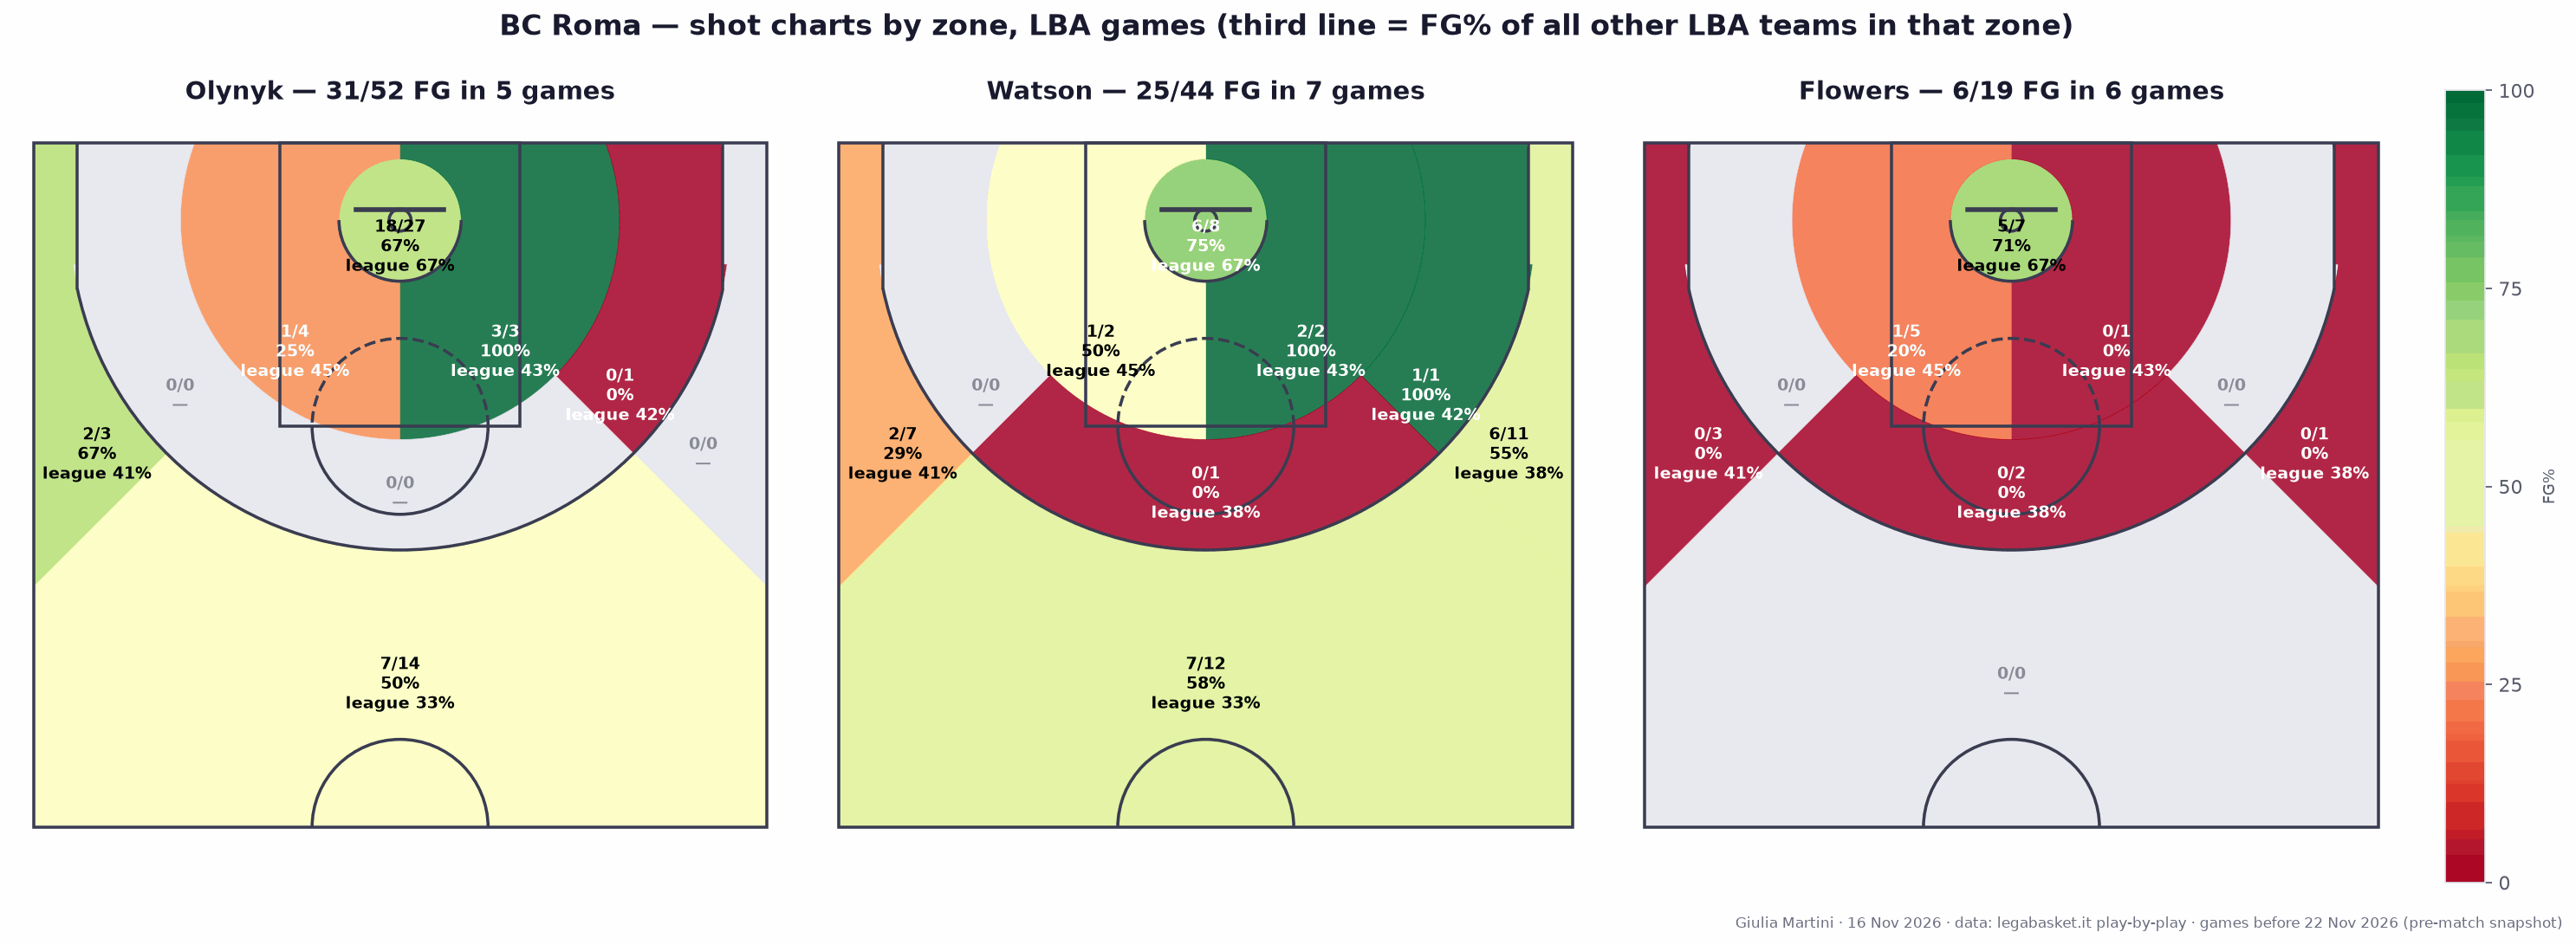 BC Roma — shot charts by zone, LBA games (third line = FG% of all other LBA teams in that zone)
Olynyk — 31/52 FG in 5 games
18/27
67%
league 67%
1/4
25%
league 45%
3/3
100%
league 43%
0/1
0%
league 42%
0/0
—
2/3
67%
league 41%
0/0
—
0/0
—
7/14
50%
league 33%
Watson — 25/44 FG in 7 games
6/8
75%
league 67%
1/2
50%
league 45%
2/2
100%
league 43%
1/1
100%
league 42%
0/0
—
2/7
29%
league 41%
6/11
55%
league 38%
0/1
0%
league 38%
7/12
58%
league 33%
Flowers — 6/19 FG in 6 games
5/7
71%
league 67%
1/5
20%
league 45%
0/1
0%
league 43%
0/0
—
0/0
—
0/3
0%
league 41%
0/1
0%
league 38%
0/2
0%
league 38%
0/0
—
100
75
50
25
0
FG%
Giulia Martini · 16 Nov 2026 · data: legabasket.it play-by-play · games before 22 Nov 2026 (pre-match snapshot)